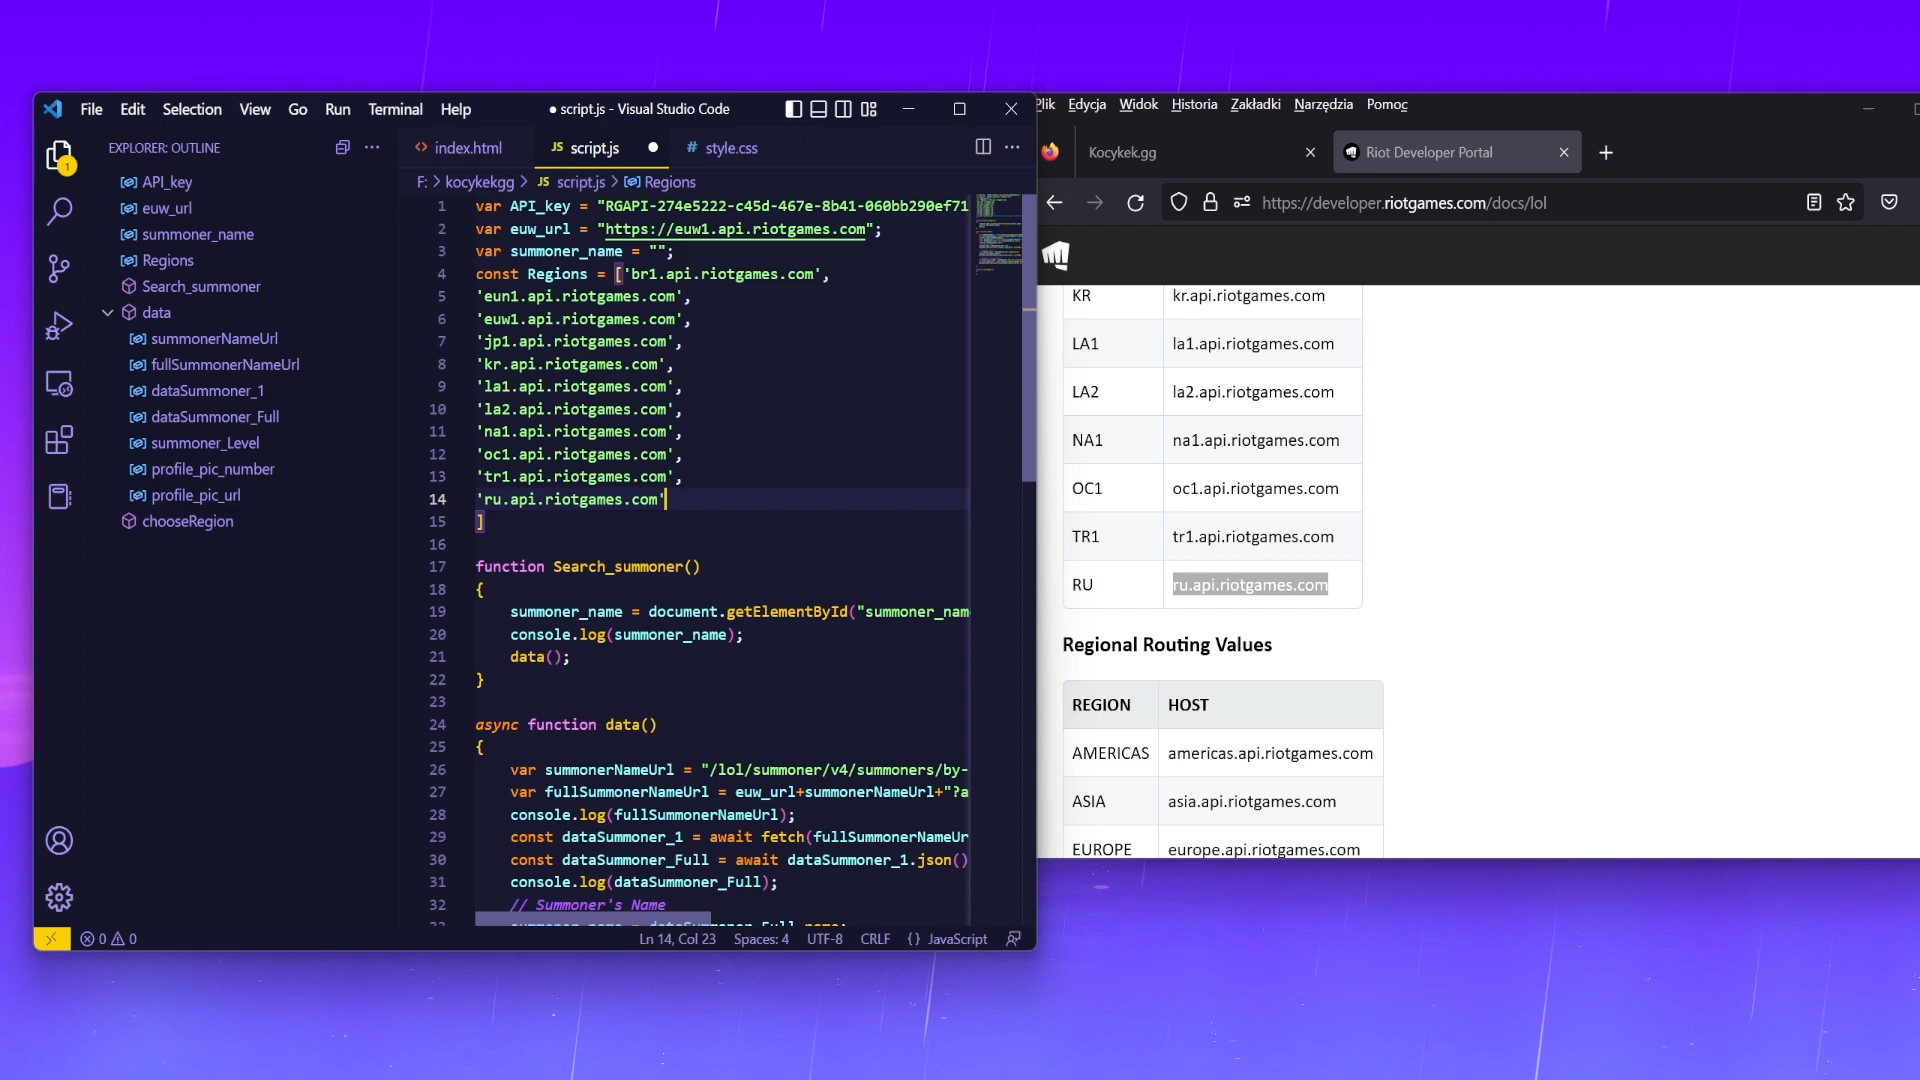 File Edit Selection View Go Run Terminal Help
● script.js - Visual Studio Code
EXPLORER: OUTLINE
API_key
euw_url
summoner_name
Regions
Search_summoner
data
summonerNameUrl
fullSummonerNameUrl
dataSummoner_1
dataSummoner_Full
summoner_Level
profile_pic_number
profile_pic_url
chooseRegion
1
<> index.html
JS script.js
# style.css
F: > kocykekgg > JS script.js > Regions
1 var API_key = "RGAPI-274e5222-c45d-467e-8b41-060bb290ef71
2 var euw_url = "https://euw1.api.riotgames.com";
3 var summoner_name = "";
4 const Regions = ['br1.api.riotgames.com',
5 'eun1.api.riotgames.com',
6 'euw1.api.riotgames.com',
7 'jp1.api.riotgames.com',
8 'kr.api.riotgames.com',
9 'la1.api.riotgames.com',
10 'la2.api.riotgames.com',
11 'na1.api.riotgames.com',
12 'oc1.api.riotgames.com',
13 'tr1.api.riotgames.com',
14 'ru.api.riotgames.com'
15 ]
16
17 function Search_summoner()
18 {
19 summoner_name = document.getElementById("summoner_nam
20 console.log(summoner_name);
21 data();
22 }
23
24 async function data()
25 {
26 var summonerNameUrl = "/lol/summoner/v4/summoners/by-
27 var fullSummonerNameUrl = euw_url+summonerNameUrl+"?a
28 console.log(fullSummonerNameUrl);
29 const dataSummoner_1 = await fetch(fullSummonerNameUr
30 const dataSummoner_Full = await dataSummoner_1.json()
31 console.log(dataSummoner_Full);
32 // Summoner's Name
0 0
Ln 14, Col 23 Spaces: 4 UTF-8 CRLF {} JavaScript
Plik Edycja Widok Historia Zakładki Narzędzia Pomoc
Kocykek.gg
Riot Developer Portal
https://developer.riotgames.com/docs/lol
KR kr.api.riotgames.com
LA1 la1.api.riotgames.com
LA2 la2.api.riotgames.com
NA1 na1.api.riotgames.com
OC1 oc1.api.riotgames.com
TR1 tr1.api.riotgames.com
RU ru.api.riotgames.com
Regional Routing Values
REGION HOST
AMERICAS americas.api.riotgames.com
ASIA asia.api.riotgames.com
EUROPE europe.api.riotgames.com